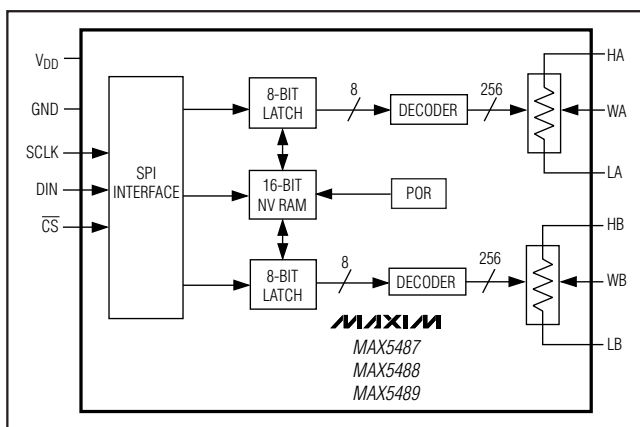 VDD
GND
SCLK
DIN
CS
SPI
INTERFACE
8-BIT
LATCH
8
DECODER
256
HA
WA
LA
16-BIT
NV RAM
POR
8-BIT
LATCH
8
DECODER
256
HB
WB
LB
MAXIM
MAX5487
MAX5488
MAX5489